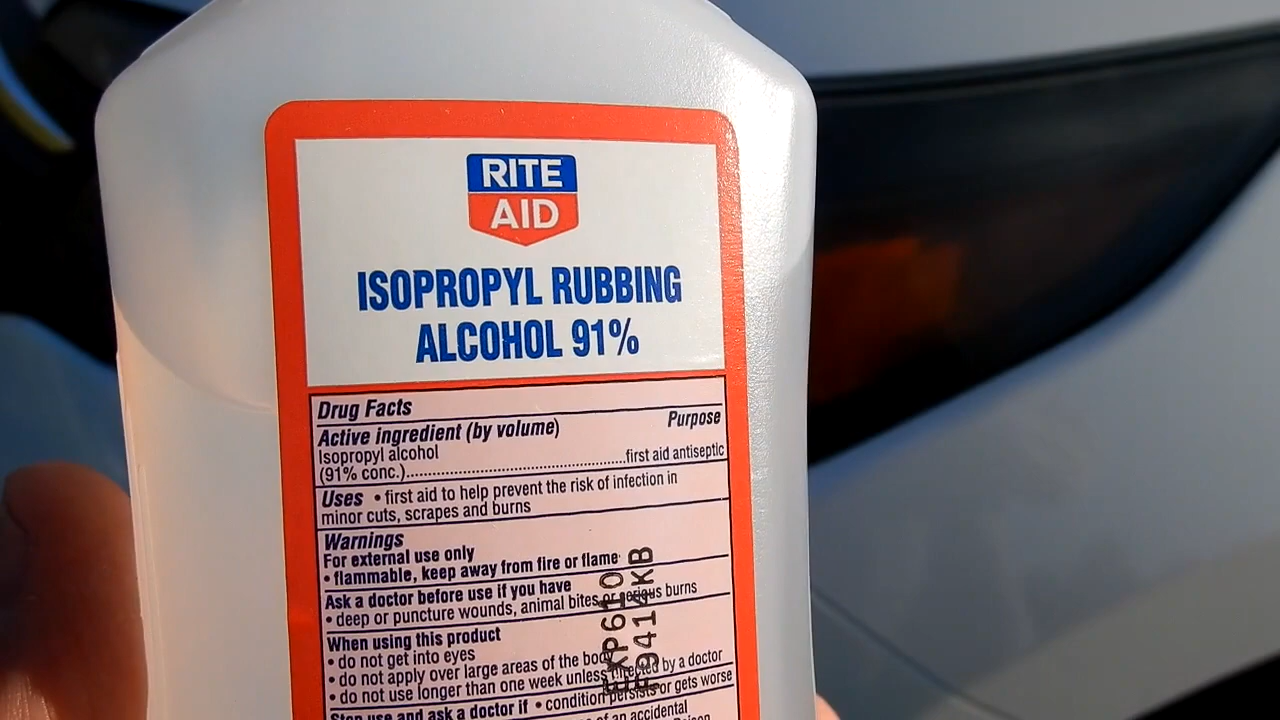 RITE
AID
ISOPROPYL RUBBING
ALCOHOL 91%
Drug Facts
Active ingredient (by volume) Purpose
Isopropyl alcohol
(91% conc.)..........................................first aid antiseptic
Uses • first aid to help prevent the risk of infection in
minor cuts, scrapes and burns
Warnings
For external use only
• flammable, keep away from fire or flame
Ask a doctor before use if you have
• deep or puncture wounds, animal bites or serious burns
When using this product
• do not get into eyes
• do not apply over large areas of the body
• do not use longer than one week unless directed by a doctor
Stop use and ask a doctor if • condition persists or gets worse
of an accidental
EXP610
F9414KB